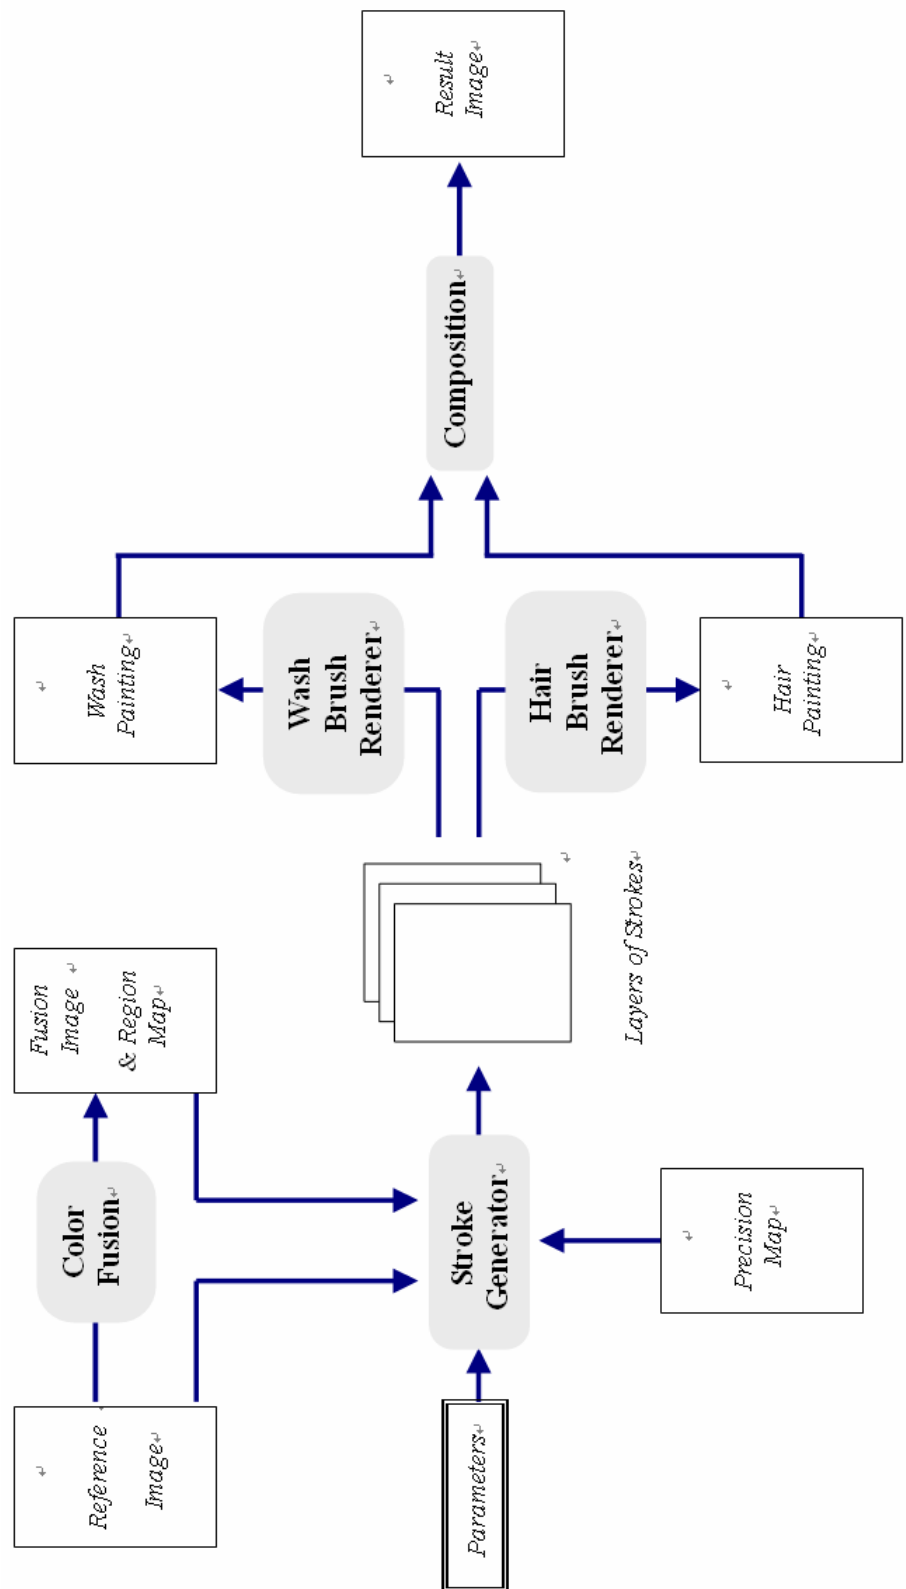 Reference
Image
Color
Fusion
Fusion
Image
& Region
Map
Parameters
Stroke
Generator
Precision
Map
Layers of Strokes
Wash
Brush
Renderer
Wash
Painting
Hair
Brush
Renderer
Hair
Painting
Composition
Result
Image